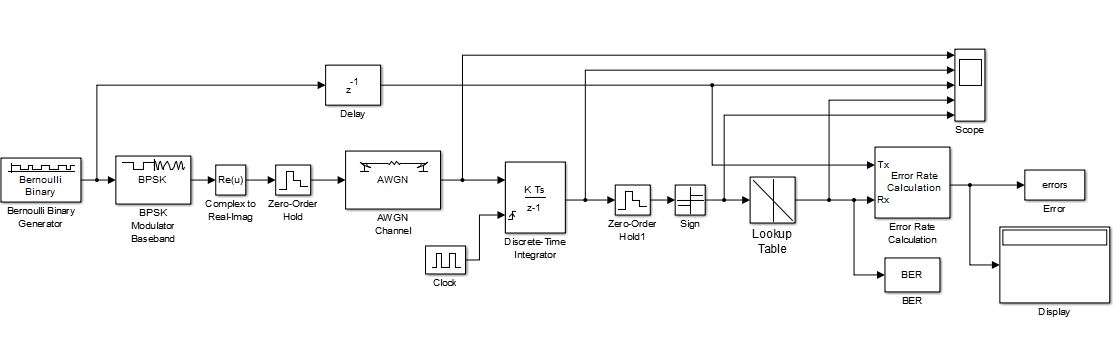 -1
z
Delay
Scope
Bernoulli
Binary
Bernoulli Binary
Generator
BPSK
BPSK
Modulator
Baseband
Re(u)
Complex to
Real-Imag
Zero-Order
Hold
AWGN
AWGN
Channel
K Ts
z-1
Discrete-Time
Integrator
Clock
Zero-Order
Hold1
Sign
Lookup
Table
Tx
Error Rate
Calculation
Rx
Error Rate
Calculation
errors
Error
BER
BER
Display